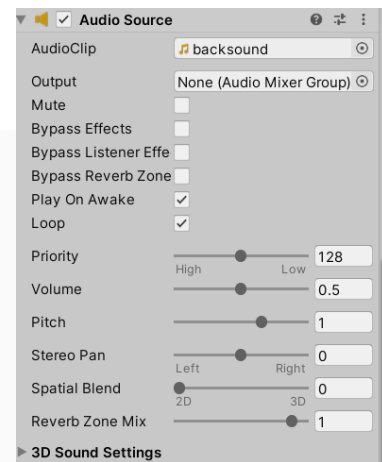 Audio Source
AudioClip backsound
Output None (Audio Mixer Group)
Mute
Bypass Effects
Bypass Listener Effe
Bypass Reverb Zone
Play On Awake
Loop
Priority 128
High Low
Volume 0.5
Pitch 1
Stereo Pan 0
Left Right
Spatial Blend 0
2D 3D
Reverb Zone Mix 1
3D Sound Settings